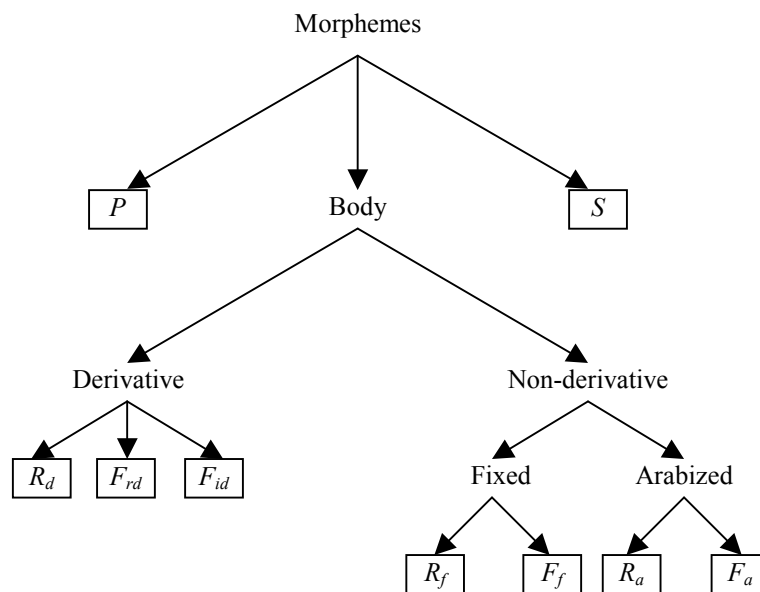 Morphemes
P
Body
S
Derivative
Non-derivative
R_d
F_rd
F_id
Fixed
Arabized
R_f
F_f
R_a
F_a